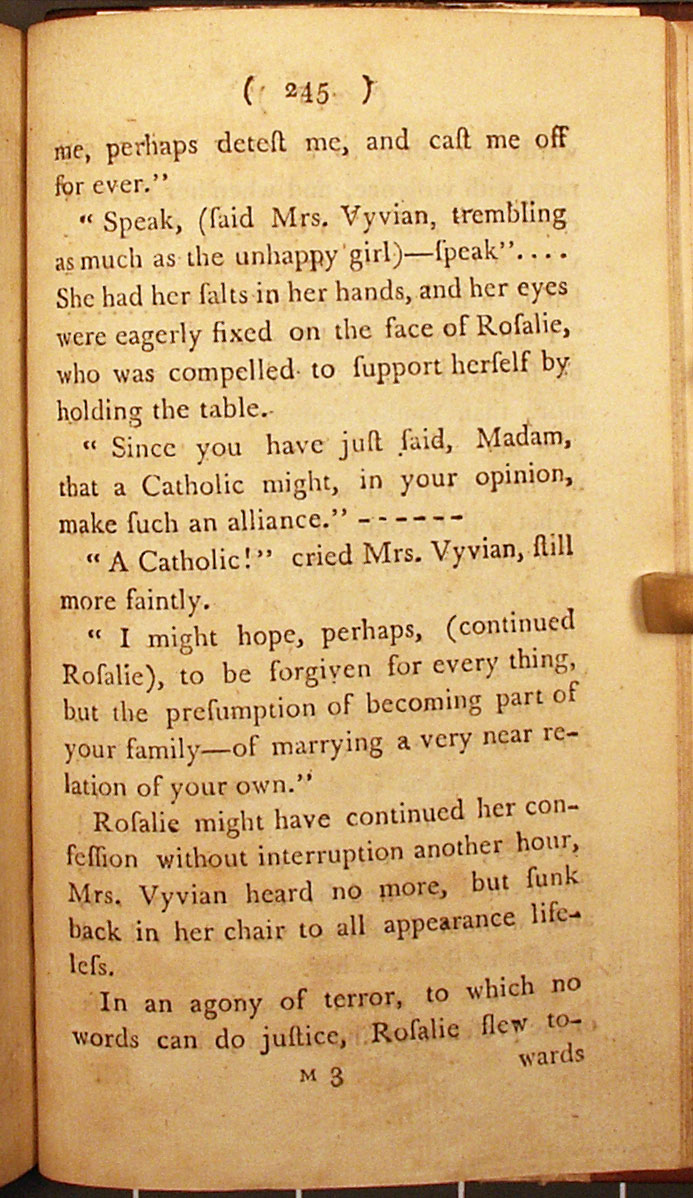 ( 245 )
me, perhaps deteſt me, and caſt me off
for ever."
" Speak, (ſaid Mrs. Vyvian, trembling
as much as the unhappy girl)—ſpeak"....
She had her ſalts in her hands, and her eyes
were eagerly fixed on the face of Roſalie,
who was compelled to ſupport herſelf by
holding the table.
" Since you have juſt ſaid, Madam,
that a Catholic might, in your opinion,
make ſuch an alliance." - - - - - -
" A Catholic!" cried Mrs. Vyvian, ſtill
more faintly.
" I might hope, perhaps, (continued
Roſalie), to be forgiven for every thing,
but the preſumption of becoming part of
your family—of marrying a very near re-
lation of your own."
Roſalie might have continued her con-
feſſion without interruption another hour,
Mrs. Vyvian heard no more, but ſunk
back in her chair to all appearance life-
leſs.
In an agony of terror, to which no
words can do juſtice, Roſalie flew to-
M 3 wards